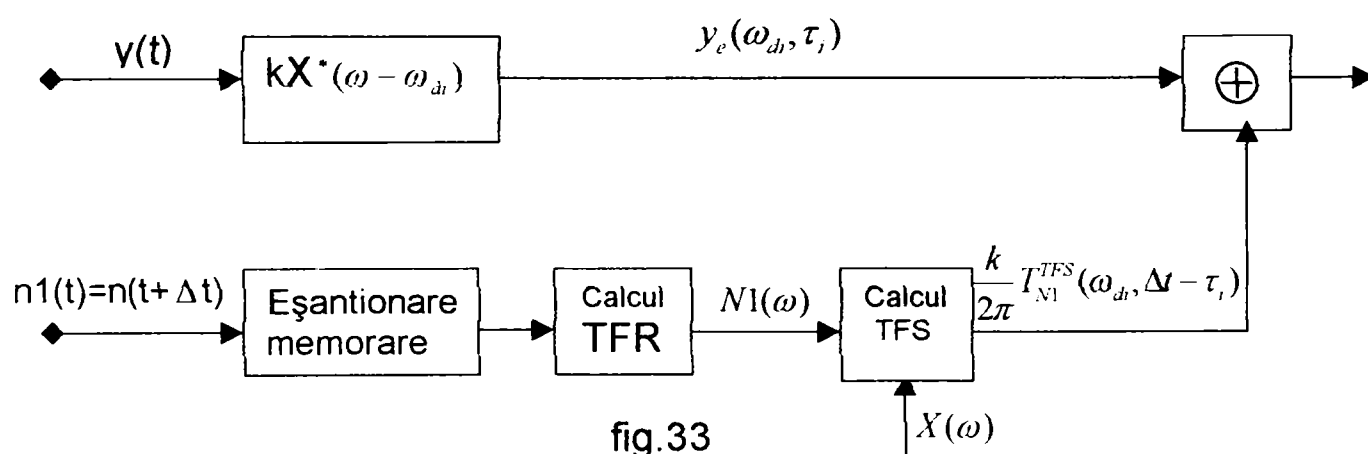 y(t)
kX*(ω − ω_di)
y_e(ω_di, τ_i)
⊕
n1(t)=n(t+ Δt)
Eşantionare
memorare
Calcul
TFR
N1(ω)
Calcul
TFS
k/2π T_N1^TFS(ω_di, Δt − τ_i)
X(ω)
fig.33